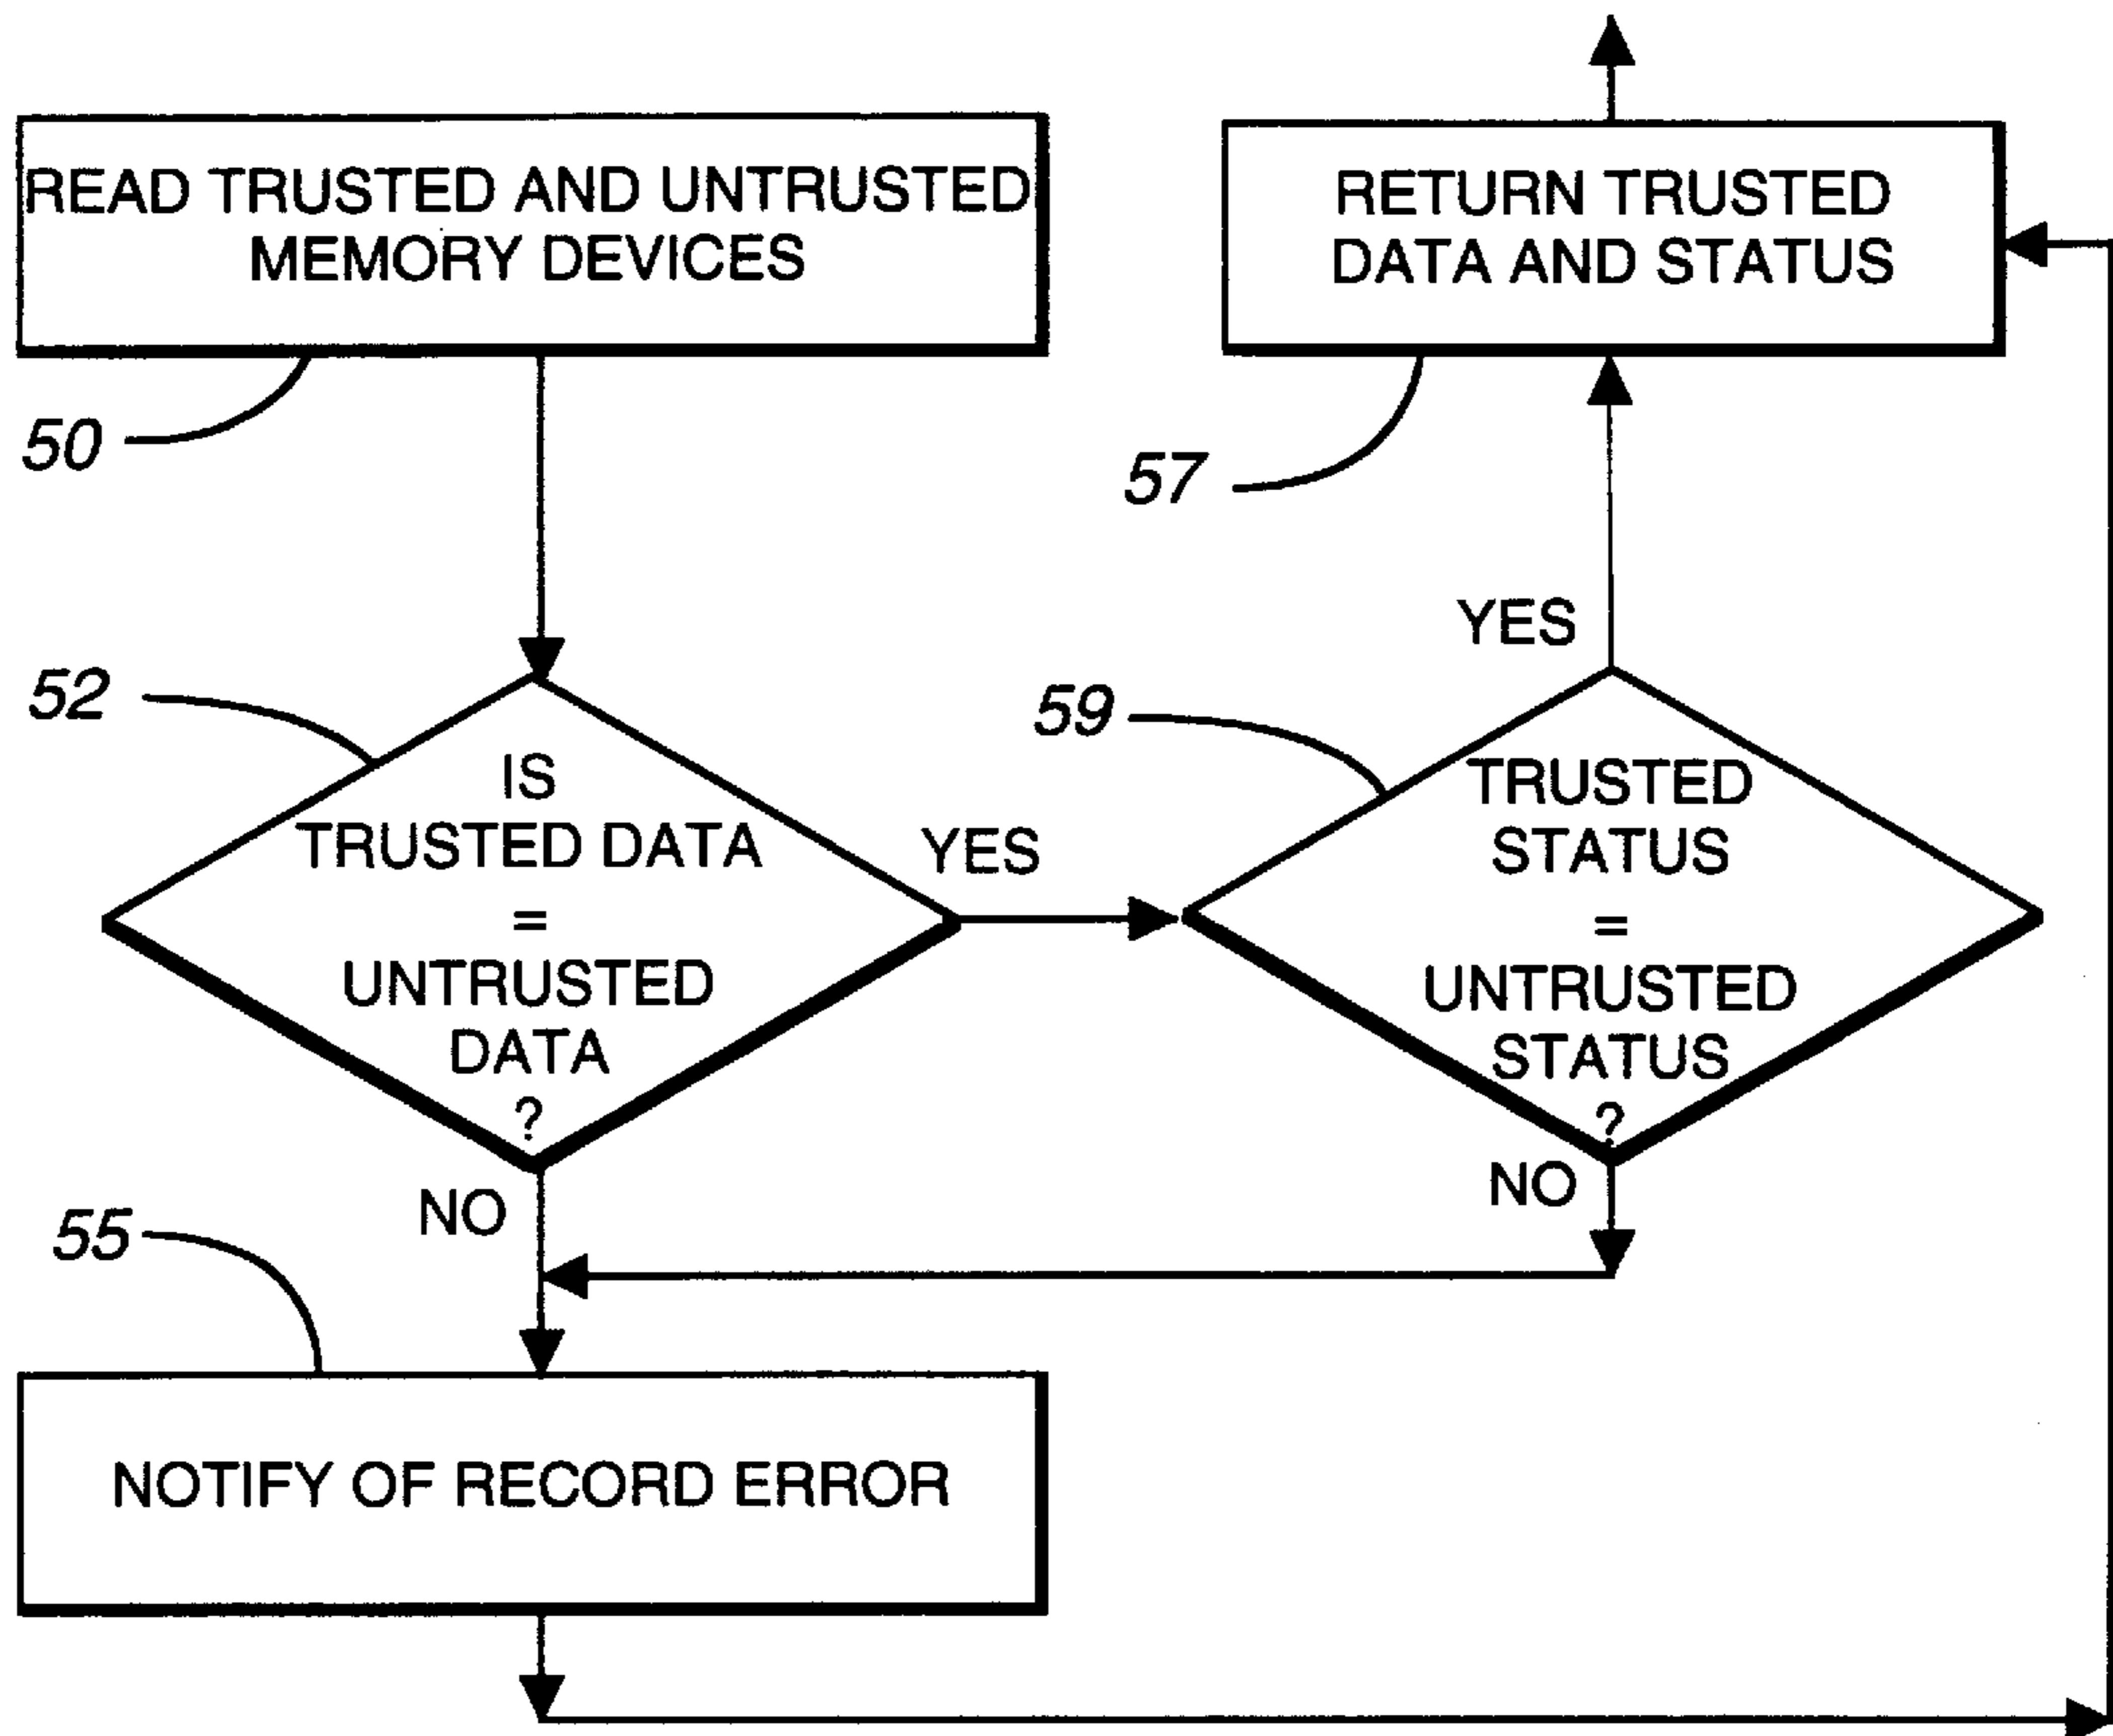 READ TRUSTED AND UNTRUSTED
MEMORY DEVICES
50
RETURN TRUSTED
DATA AND STATUS
57
52
IS
TRUSTED DATA
=
UNTRUSTED
DATA
?
YES
NO
59
YES
TRUSTED
STATUS
=
UNTRUSTED
STATUS
?
NO
55
NOTIFY OF RECORD ERROR